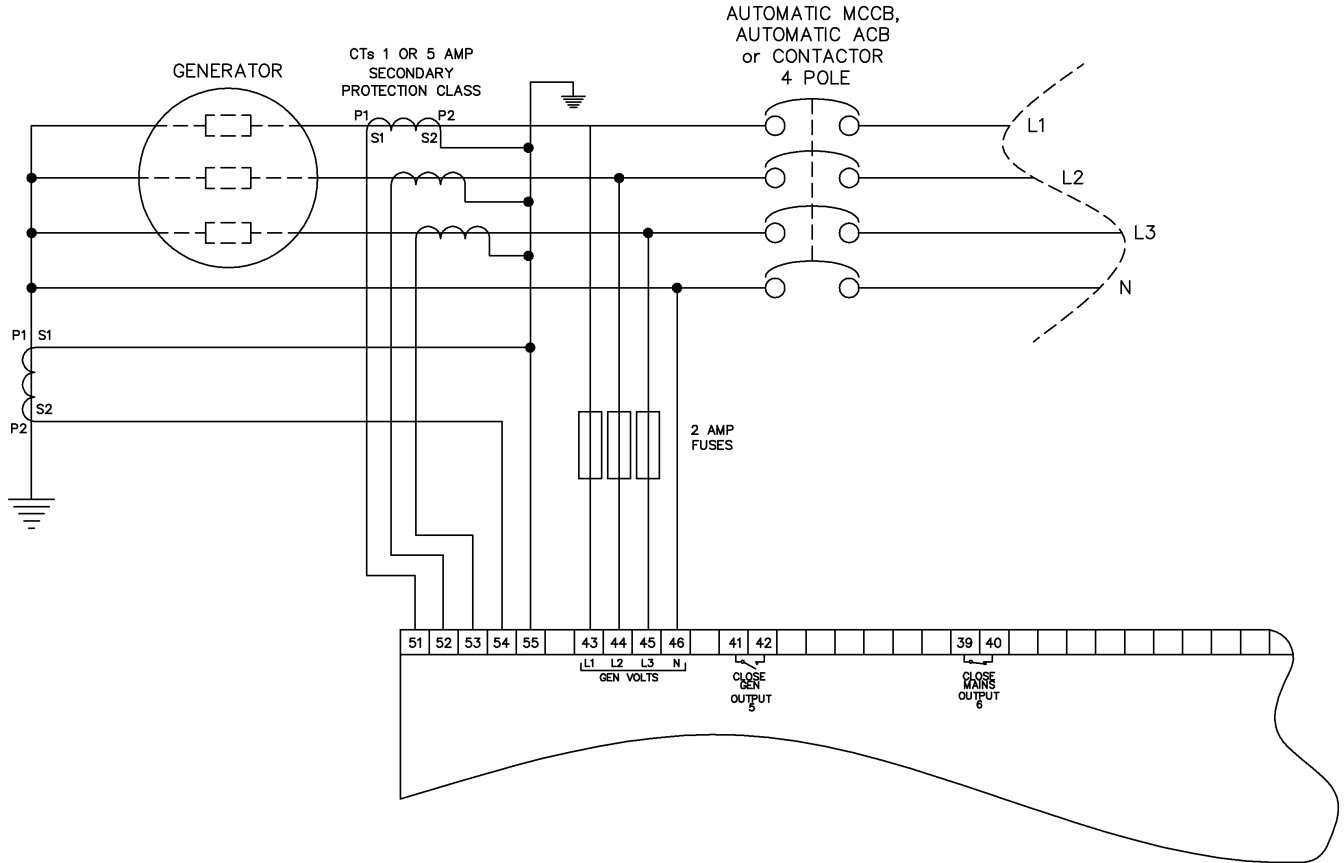 AUTOMATIC MCCB,
AUTOMATIC ACB
or CONTACTOR
4 POLE
CTs 1 OR 5 AMP
SECONDARY
PROTECTION CLASS
GENERATOR
P1 P2
S1 S2
L1
L2
L3
N
P1 S1
S2
P2
2 AMP
FUSES
51 52 53 54 55 43 44 45 46 41 42 39 40
L1 L2 L3 N
GEN VOLTS
CLOSE
GEN
OUTPUT
5
CLOSE
MAINS
OUTPUT
6